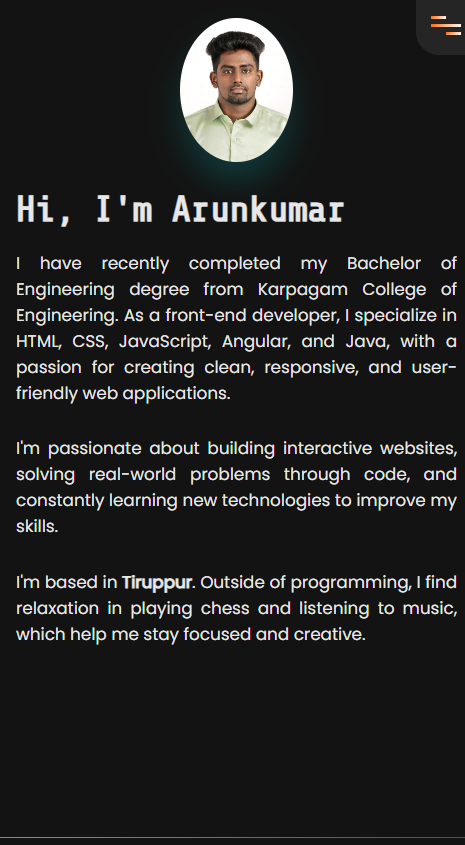 Hi, I'm Arunkumar
I have recently completed my Bachelor of
Engineering degree from Karpagam College of
Engineering. As a front-end developer, I specialize in
HTML, CSS, JavaScript, Angular, and Java, with a
passion for creating clean, responsive, and user-
friendly web applications.
I'm passionate about building interactive websites,
solving real-world problems through code, and
constantly learning new technologies to improve my
skills.
I'm based in Tiruppur. Outside of programming, I find
relaxation in playing chess and listening to music,
which help me stay focused and creative.